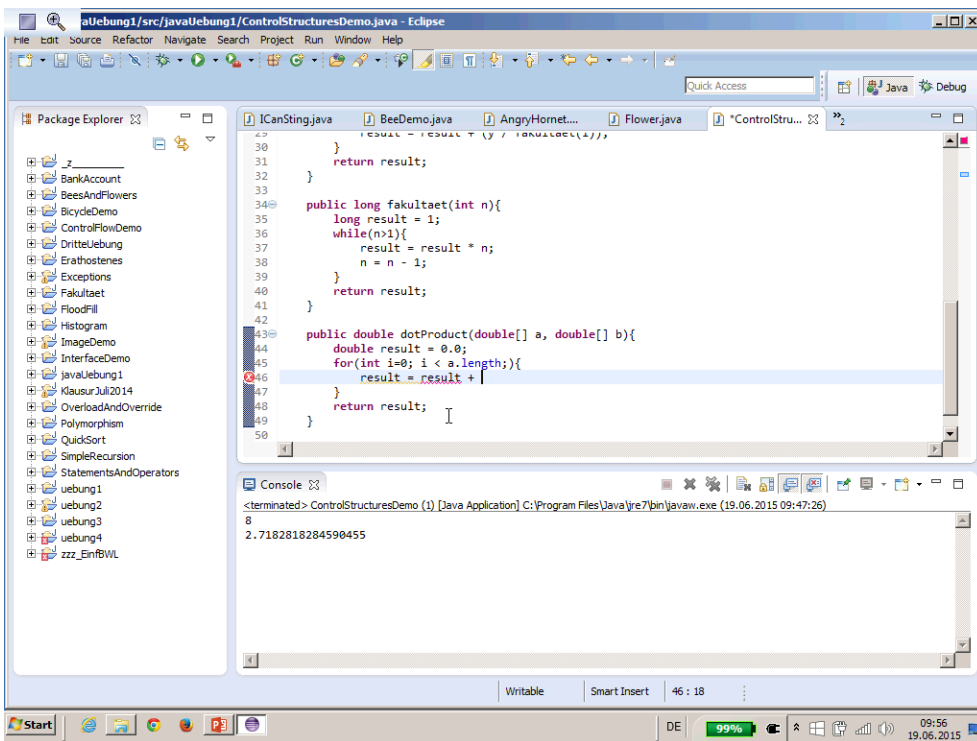 aUebung1/src/javaUebung1/ControlStructuresDemo.java - Eclipse
File Edit Source Refactor Navigate Search Project Run Window Help
Quick Access
Java
Debug
Package Explorer
ICanSting.java
BeeDemo.java
AngryHornet....
Flower.java
*ControlStru...
»2
_z__________
BankAccount
BeesAndFlowers
BicycleDemo
ControlFlowDemo
DritteUebung
Erathostenes
Exceptions
Fakultaet
FloodFill
Histogram
ImageDemo
InterfaceDemo
javaUebung1
KlausurJuli2014
OverloadAndOverride
Polymorphism
QuickSort
SimpleRecursion
StatementsAndOperators
uebung1
uebung2
uebung3
uebung4
zzz_EinfBWL
29 result = result + (y / fakultaet(i));
30 }
31 return result;
32 }
33
34 public long fakultaet(int n){
35 long result = 1;
36 while(n>1){
37 result = result * n;
38 n = n - 1;
39 }
40 return result;
41 }
42
43 public double dotProduct(double[] a, double[] b){
44 double result = 0.0;
45 for(int i=0; i < a.length;){
46 result = result +
47 }
48 return result;
49 }
50
Console
<terminated> ControlStructuresDemo (1) [Java Application] C:\Program Files\Java\jre7\bin\javaw.exe (19.06.2015 09:47:26)
8
2.7182818284590455
Writable
Smart Insert
46 : 18
Start
DE
99%
09:56
19.06.2015